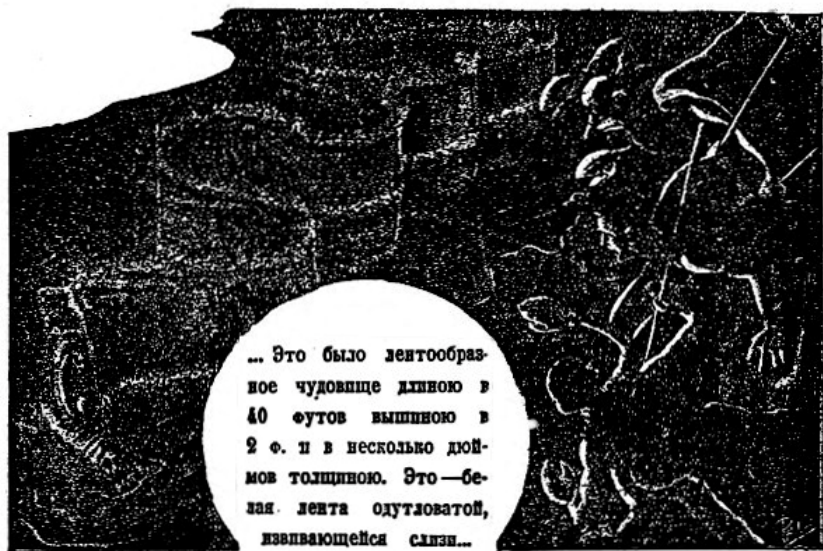 ... Это было лентообраз-
ное чудовище длиною в
40 футов вышиною в
2 ф. и в несколько дюй-
мов толщиною. Это — бе-
лая лента одутловатой,
извивающейся слизи...